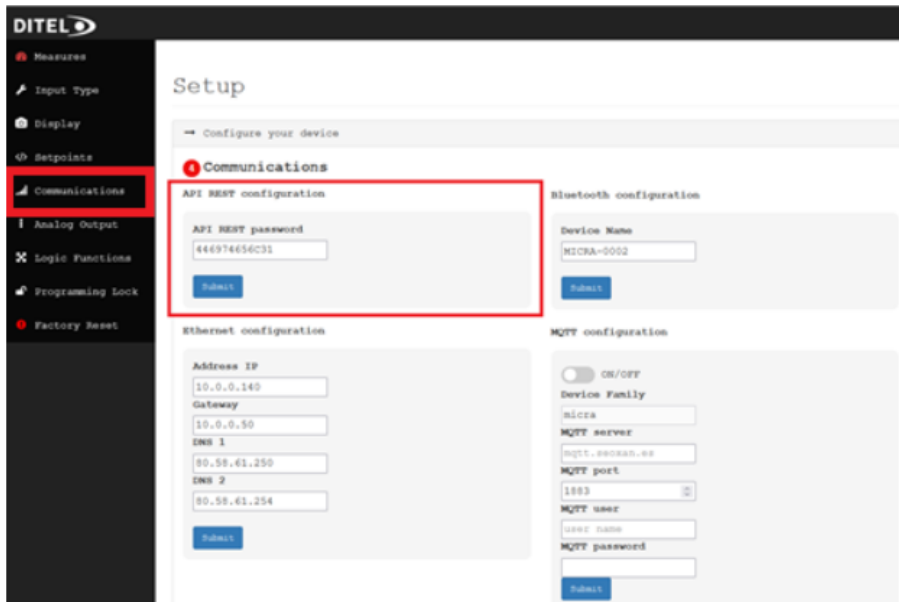 DITEL
Measures
Input Type
Display
Setpoints
Communications
Analog Output
Logic Functions
Programming Lock
Factory Reset
Setup
→ Configure your device
4 Communications
API REST configuration
API REST password
446974656C31
Submit
Bluetooth configuration
Device Name
MICRA-0002
Submit
Ethernet configuration
Address IP
10.0.0.140
Gateway
10.0.0.50
DNS 1
80.58.61.250
DNS 2
80.58.61.254
Submit
MQTT configuration
ON/OFF
Device Family
micra
MQTT server
mqtt.seoxan.es
MQTT port
1883
MQTT user
user name
MQTT password
Submit